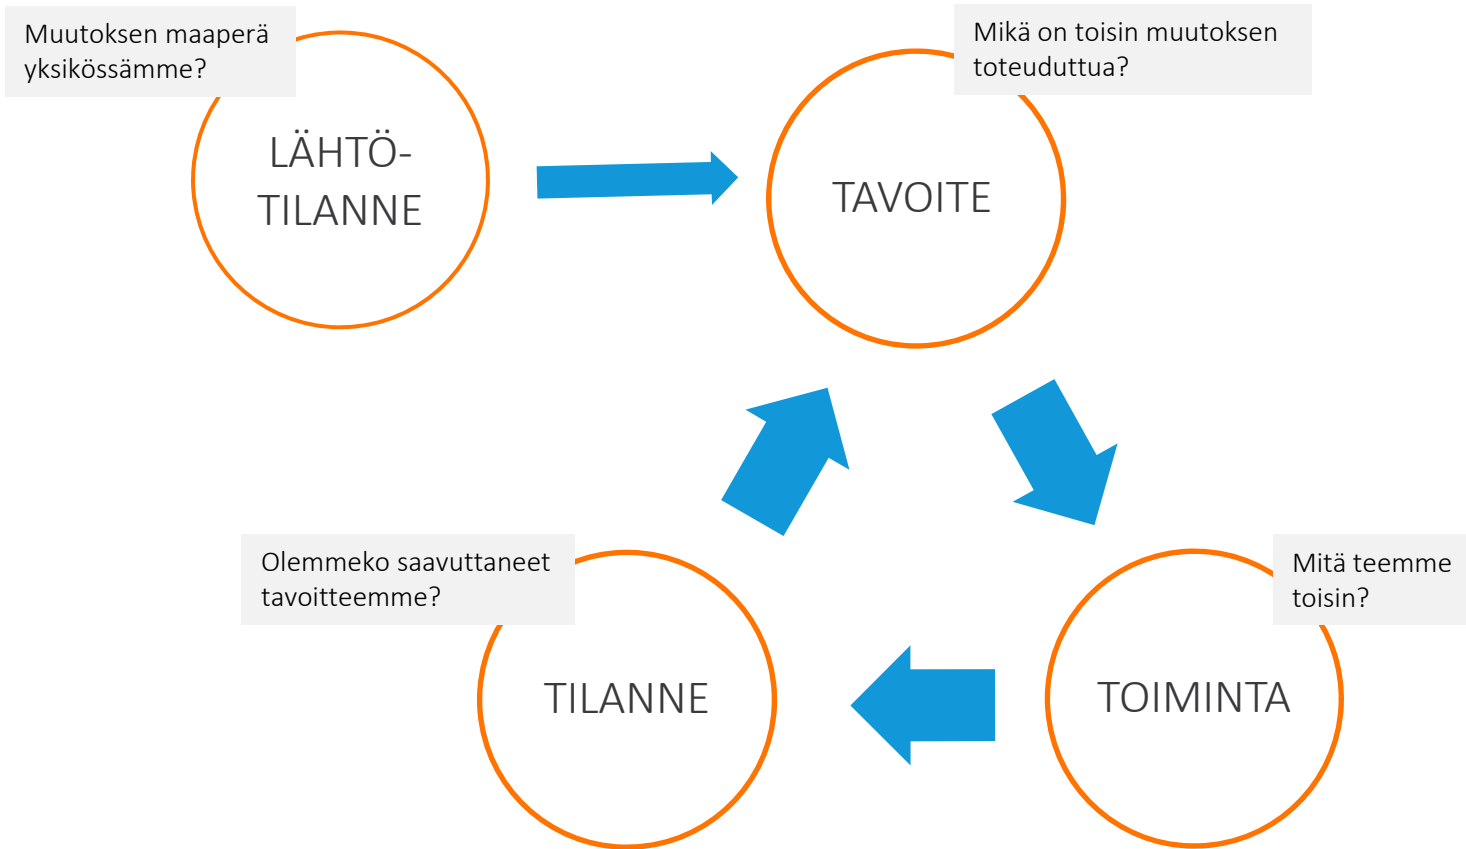 Muutoksen maaperä
yksikössämme?
LÄHTÖ-
TILANNE
Mikä on toisin muutoksen
toteuduttua?
TAVOITE
Mitä teemme
toisin?
TOIMINTA
Olemmeko saavuttaneet
tavoitteemme?
TILANNE